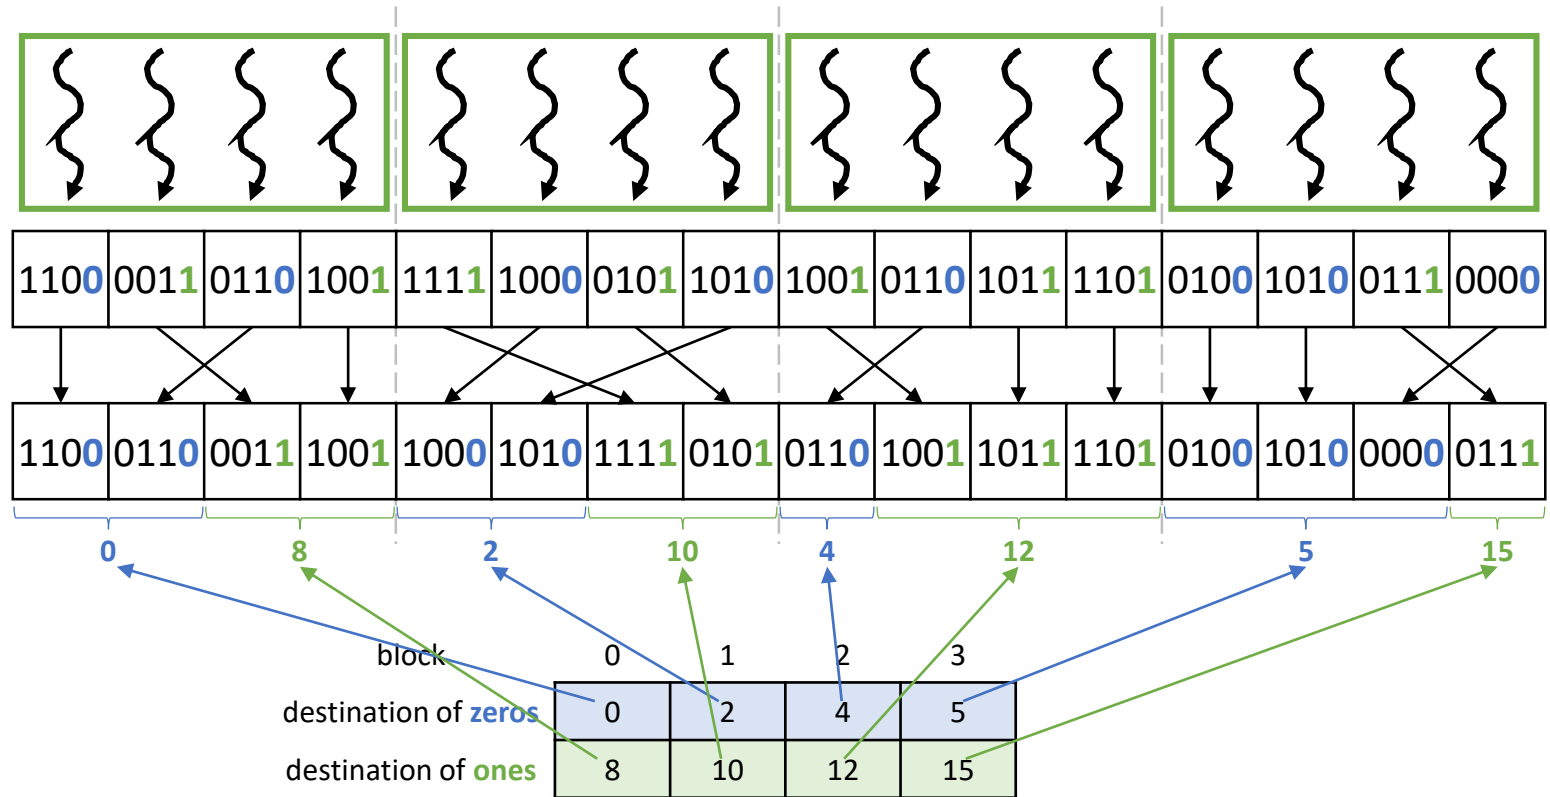 1100 0011 0110 1001 1111 1000 0101 1010 1001 0110 1011 1101 0100 1010 0111 0000
1100 0110 0011 1001 1000 1010 1111 0101 0110 1001 1011 1101 0100 1010 0000 0111
0 8 2 10 4 12 5 15
block 0 1 2 3
destination of zeros 0 2 4 5
destination of ones 8 10 12 15